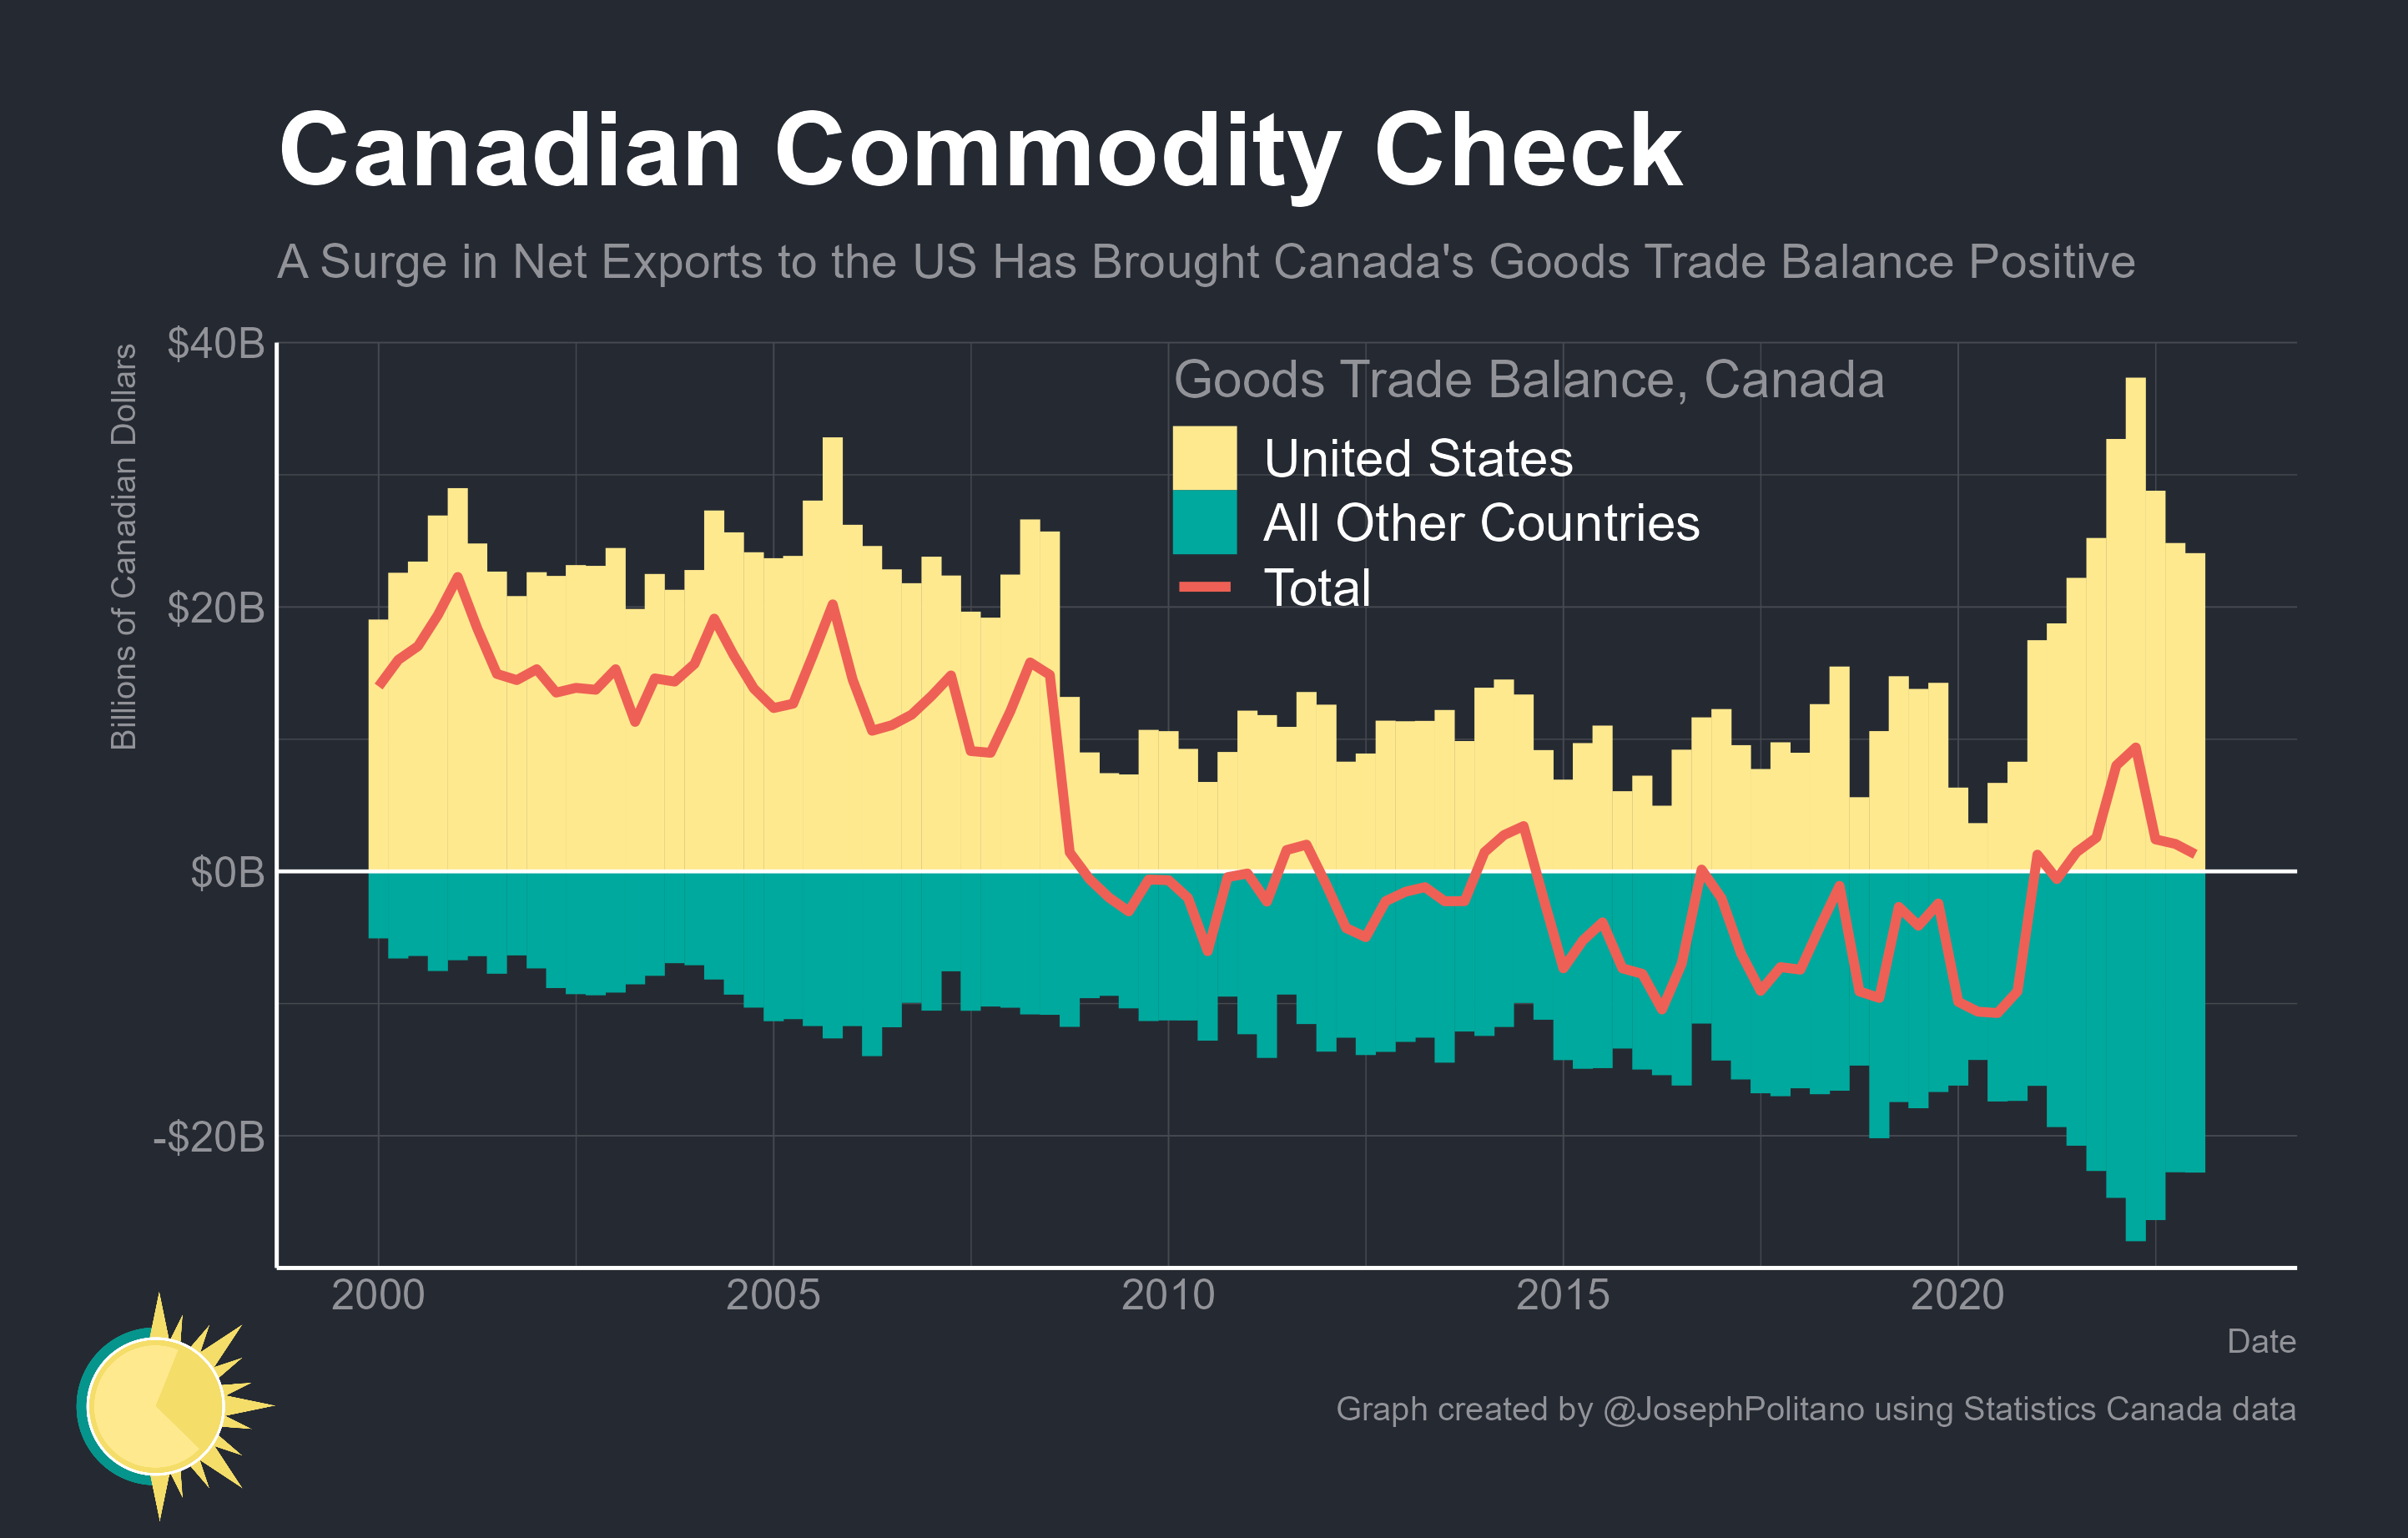 Canadian Commodity Check
A Surge in Net Exports to the US Has Brought Canada's Goods Trade Balance Positive
Billions of Canadian Dollars
$40B
$20B
$0B
-$20B
Goods Trade Balance, Canada
United States
All Other Countries
Total
2000
2005
2010
2015
2020
Date
Graph created by @JosephPolitano using Statistics Canada data